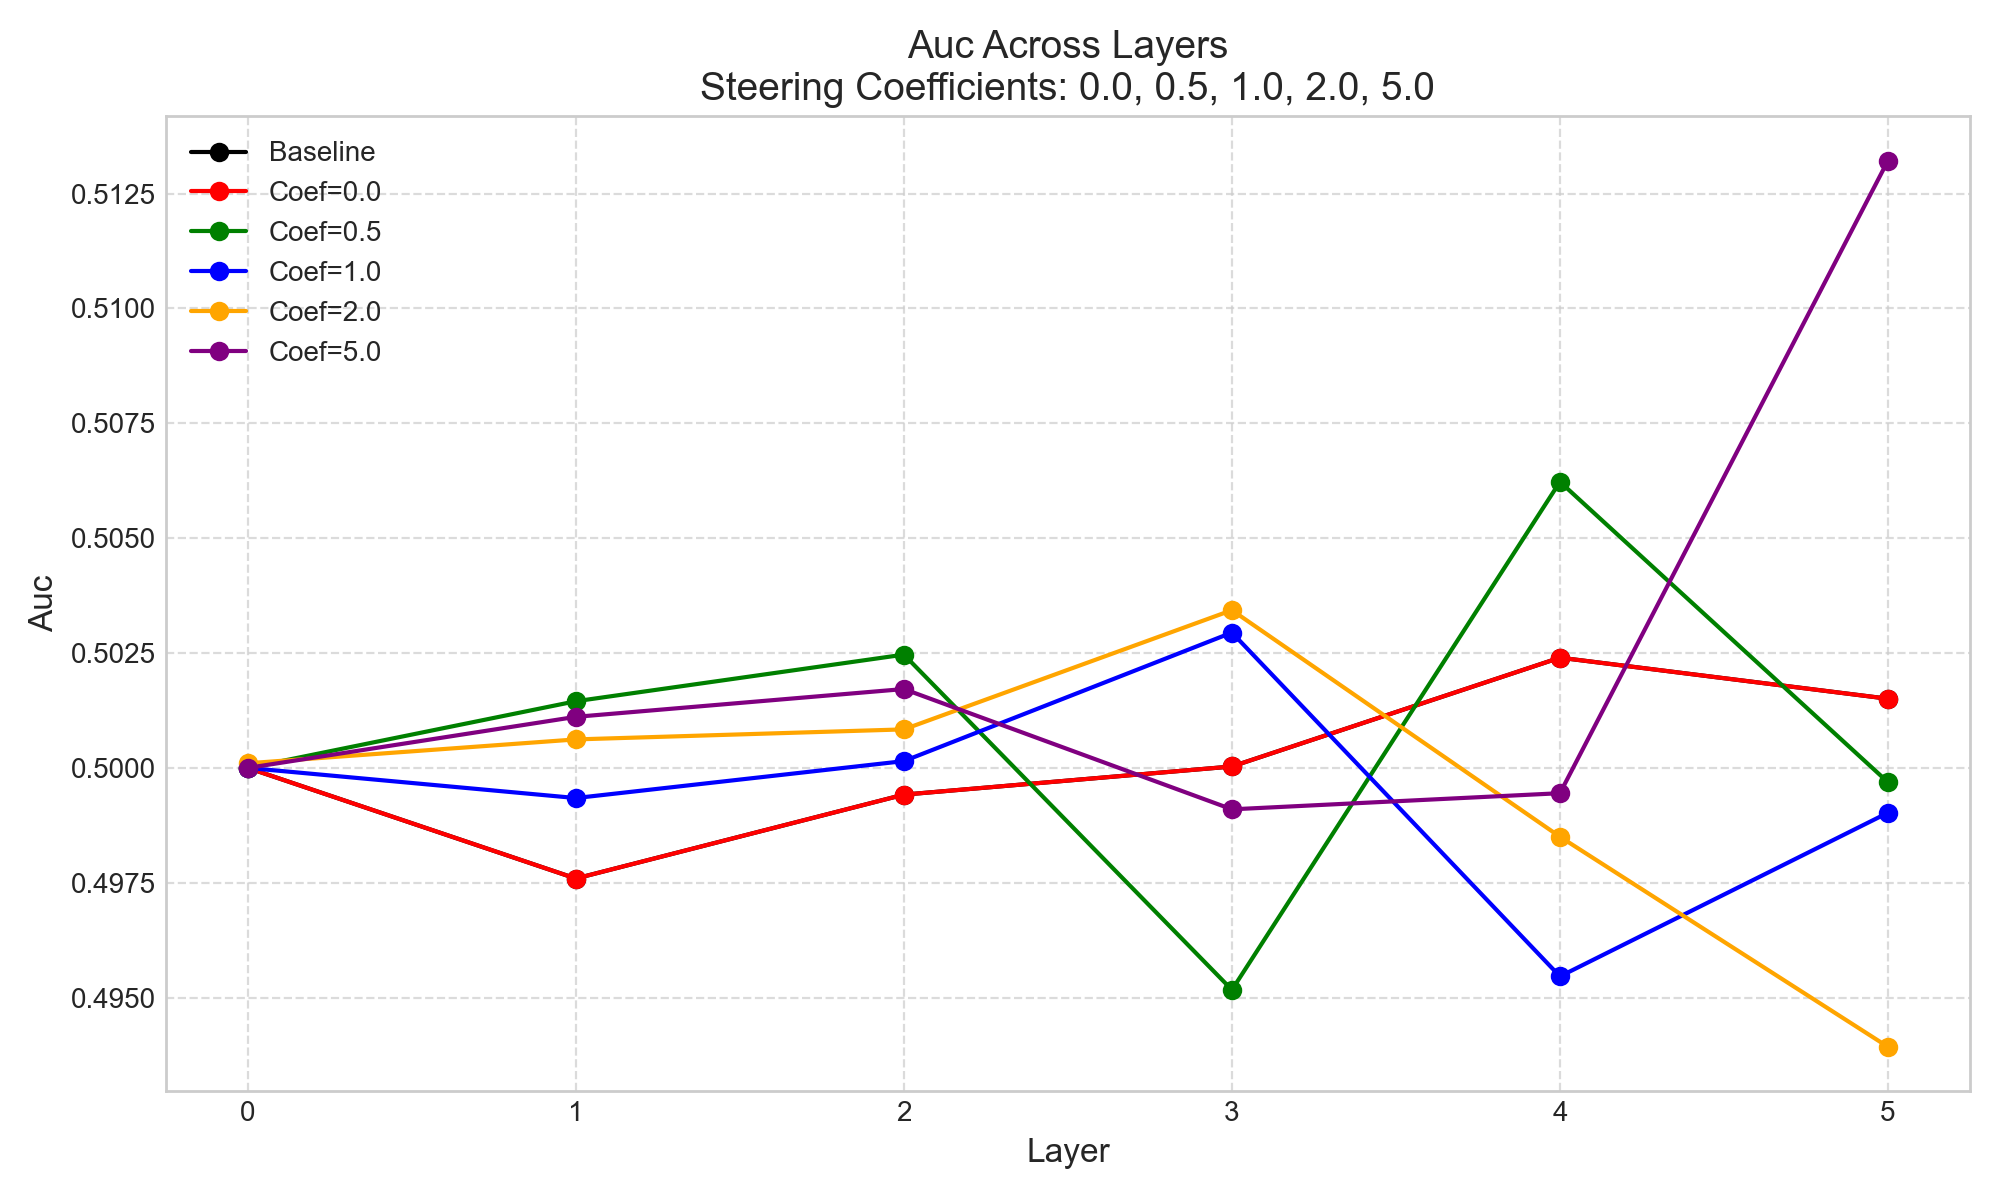 Auc Across Layers
Steering Coefficients: 0.0, 0.5, 1.0, 2.0, 5.0
Baseline
Coef=0.0
Coef=0.5
Coef=1.0
Coef=2.0
Coef=5.0
0.5125
0.5100
0.5075
0.5050
0.5025
0.5000
0.4975
0.4950
Auc
0 1 2 3 4 5
Layer